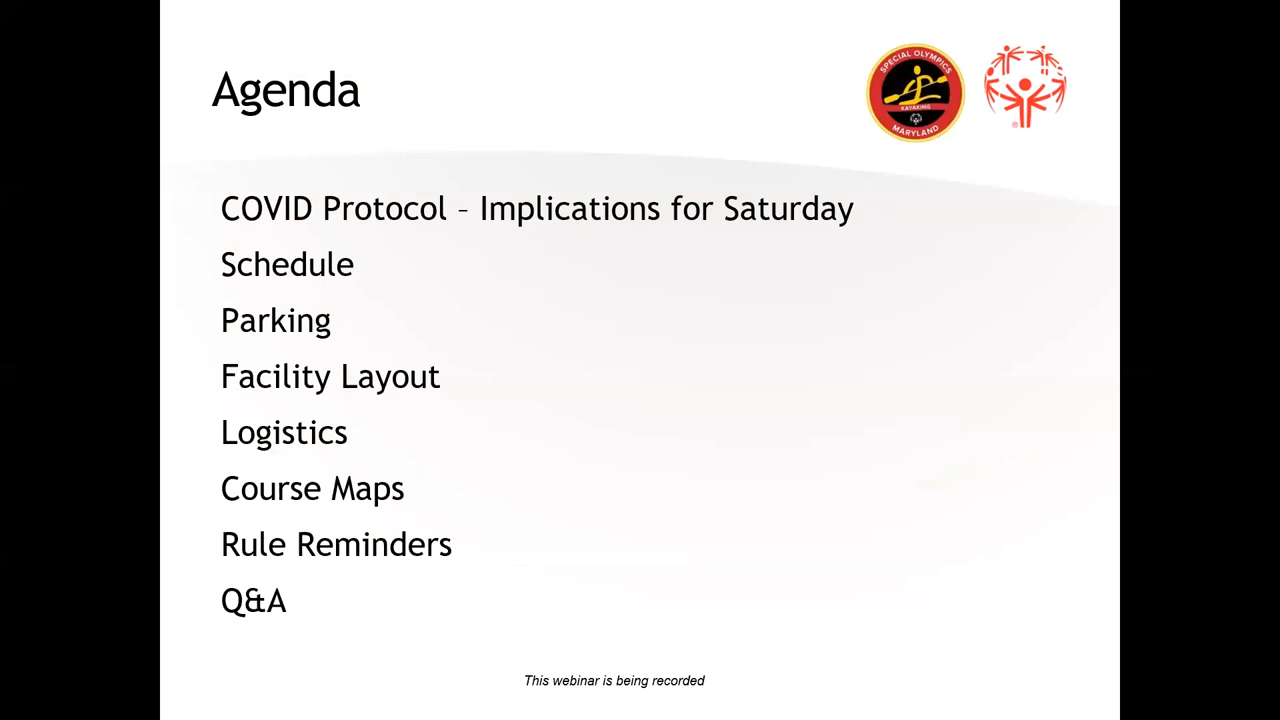 Agenda
SPECIAL OLYMPICS
KAYAKING
MARYLAND
®
COVID Protocol – Implications for Saturday
Schedule
Parking
Facility Layout
Logistics
Course Maps
Rule Reminders
Q&A
This webinar is being recorded